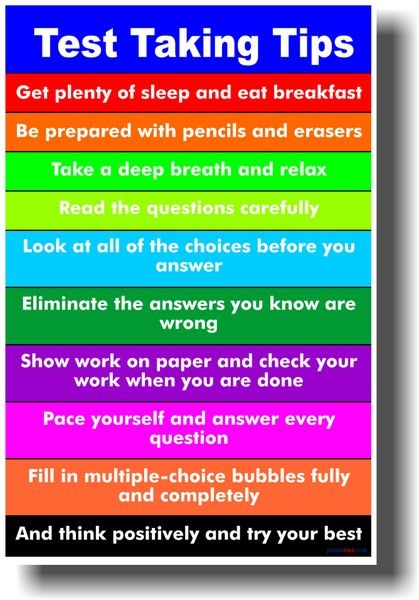 Test Taking Tips
Get plenty of sleep and eat breakfast
Be prepared with pencils and erasers
Take a deep breath and relax
Read the questions carefully
Look at all of the choices before you
answer
Eliminate the answers you know are
wrong
Show work on paper and check your
work when you are done
Pace yourself and answer every
question
Fill in multiple-choice bubbles fully
and completely
And think positively and try your best